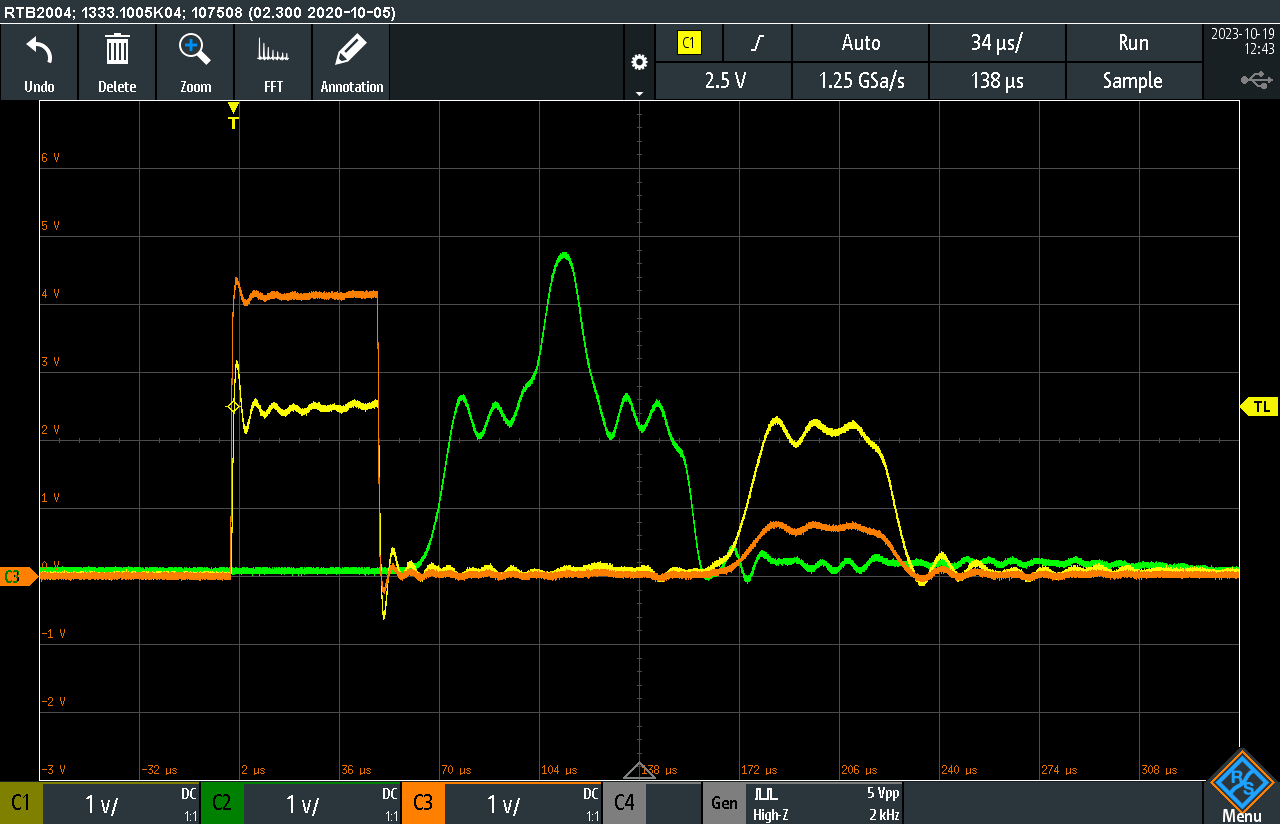 RTB2004; 1333.1005K04; 107508 (02.300 2020-10-05)
Undo
Delete
Zoom
FFT
Annotation
C1
Auto
34 µs/
Run
2.5 V
1.25 GSa/s
138 µs
Sample
2023-10-19
12:43
T
6 V
5 V
4 V
3 V
2 V
1 V
0 V
-1 V
-2 V
-3 V
TL
C3
-32 µs
2 µs
36 µs
70 µs
104 µs
138 µs
172 µs
206 µs
240 µs
274 µs
308 µs
C1
1 V/
DC
1:1
C2
1 V/
DC
1:1
C3
1 V/
DC
1:1
C4
Gen
High-Z
5 Vpp
2 kHz
R&S
Menu